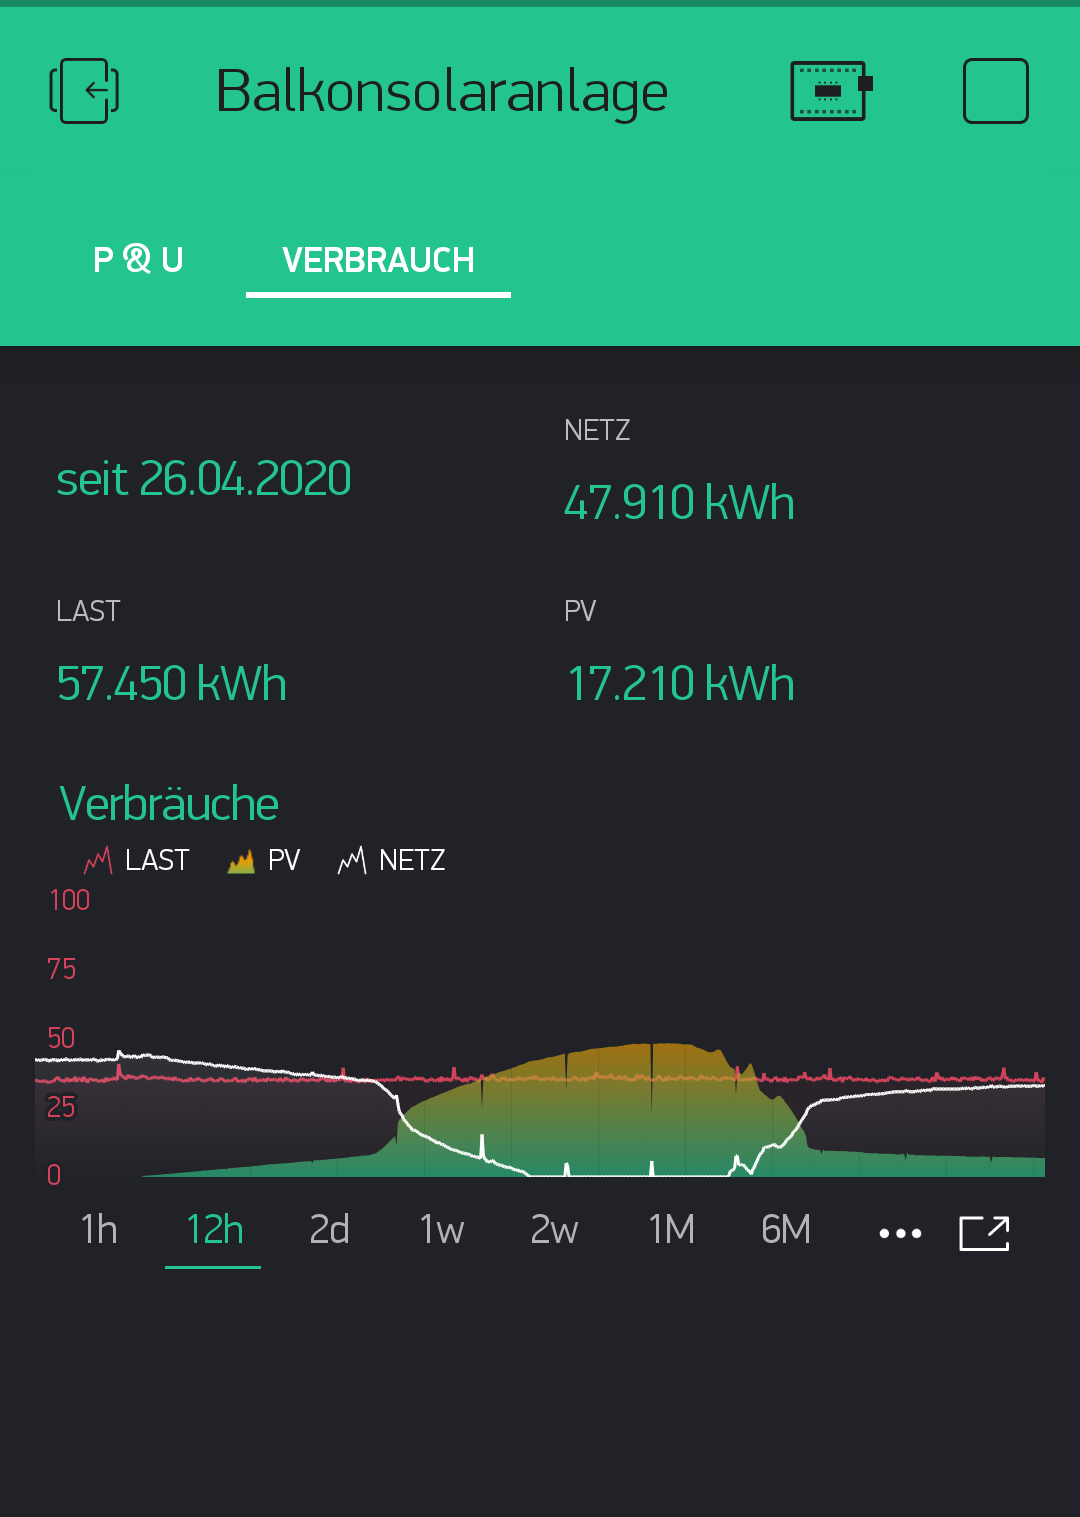 Balkonsolaranlage
P & U VERBRAUCH
seit 26.04.2020
NETZ
47.910 kWh
LAST
57.450 kWh
PV
17.210 kWh
Verbräuche
LAST PV NETZ
100
75
50
25
0
1h 12h 2d 1w 2w 1M 6M